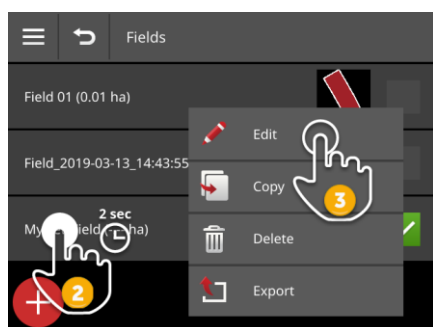 Fields
Field 01 (0.01 ha)
Edit
Field_2019-03-13_14:43:55
Copy
3
2 sec
ha)
Delete
2
Export